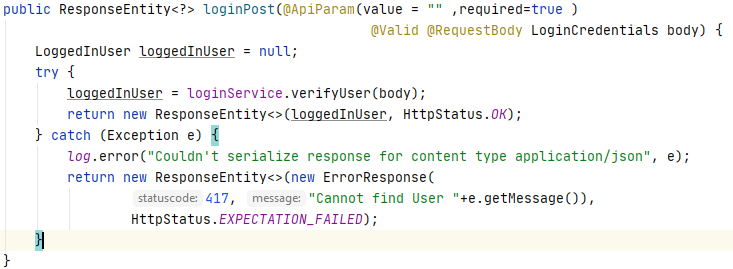 public ResponseEntity<?> loginPost(@ApiParam(value = "" ,required=true )
@Valid @RequestBody LoginCredentials body) {
LoggedInUser loggedInUser = null;
try {
loggedInUser = loginService.verifyUser(body);
return new ResponseEntity<>(loggedInUser, HttpStatus.OK);
} catch (Exception e) {
log.error("Couldn't serialize response for content type application/json", e);
return new ResponseEntity<>(new ErrorResponse(
statuscode: 417, message: "Cannot find User "+e.getMessage()),
HttpStatus.EXPECTATION_FAILED);
}
}